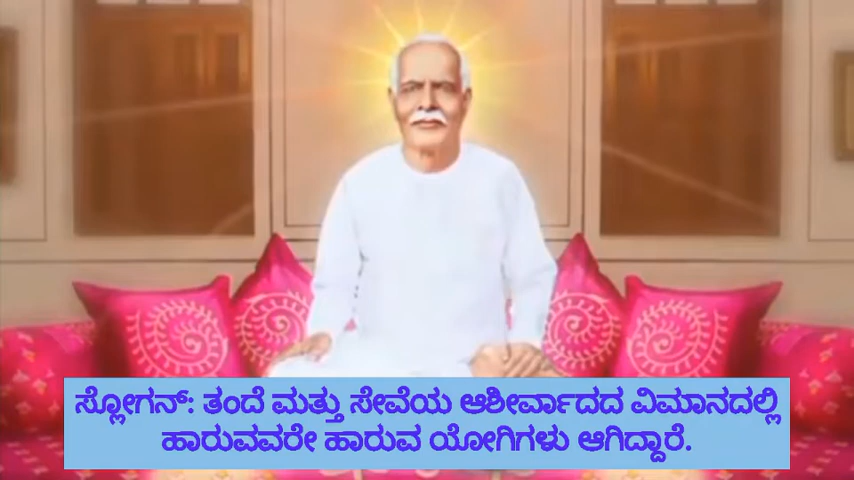 ಸ್ಲೋಗನ್: ತಂದೆ ಮತ್ತು ಸೇವೆಯ ಆಶೀರ್ವಾದದ ವಿಮಾನದಲ್ಲಿ
ಹಾರುವವರೇ ಹಾರುವ ಯೋಗಿಗಳು ಆಗಿದ್ದಾರೆ.